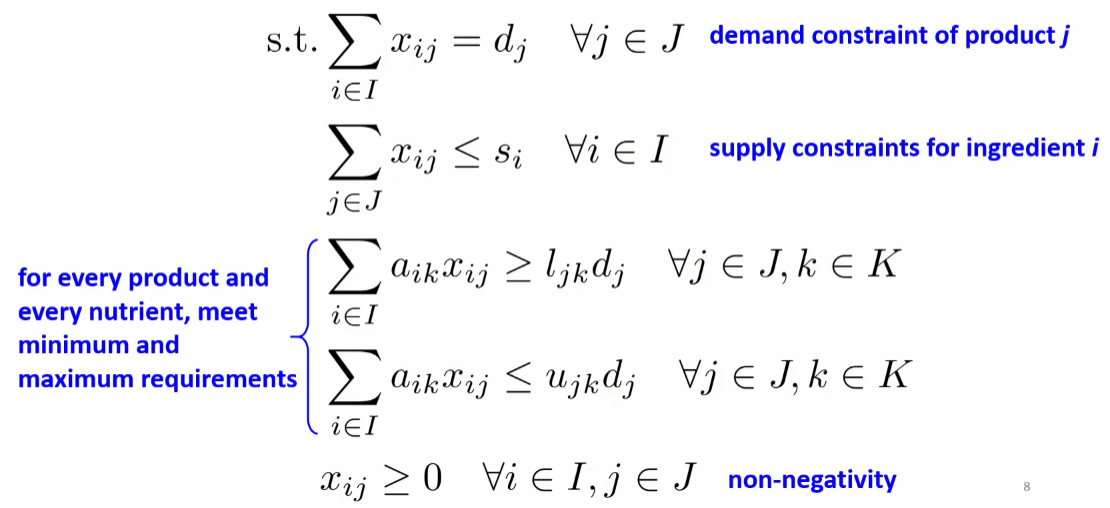 s.t. ∑_{i∈I} x_{ij} = d_j ∀j ∈ J demand constraint of product j
∑_{j∈J} x_{ij} ≤ s_i ∀i ∈ I supply constraints for ingredient i
for every product and
every nutrient, meet
minimum and
maximum requirements
∑_{i∈I} a_{ik}x_{ij} ≥ l_{jk}d_j ∀j ∈ J, k ∈ K
∑_{i∈I} a_{ik}x_{ij} ≤ u_{jk}d_j ∀j ∈ J, k ∈ K
x_{ij} ≥ 0 ∀i ∈ I, j ∈ J non-negativity
8